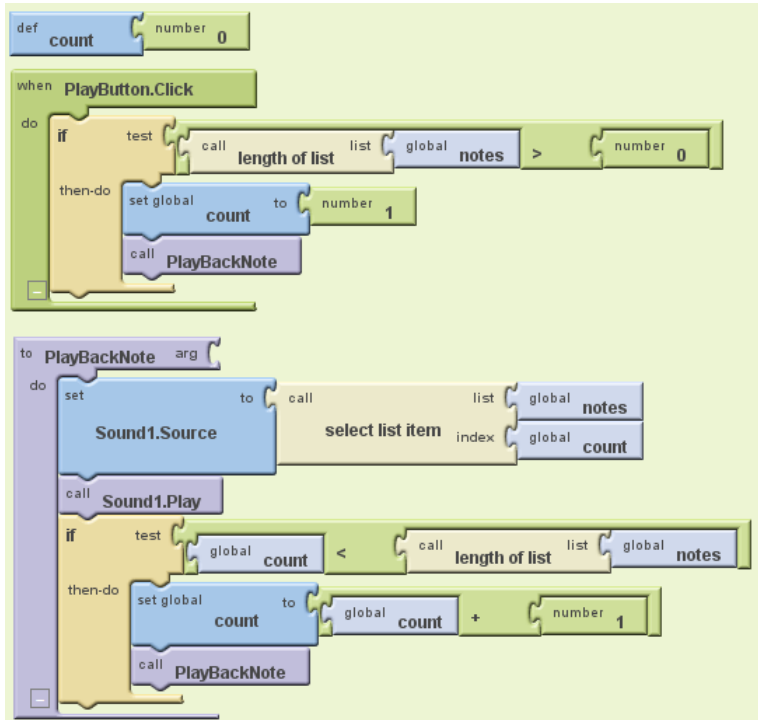 def count number 0
when PlayButton.Click
do if test call length of list list global notes > number 0
then-do set global count to number 1
call PlayBackNote
to PlayBackNote arg
do set Sound1.Source to call select list item list global notes
index global count
call Sound1.Play
if test global count < call length of list list global notes
then-do set global count to global count + number 1
call PlayBackNote